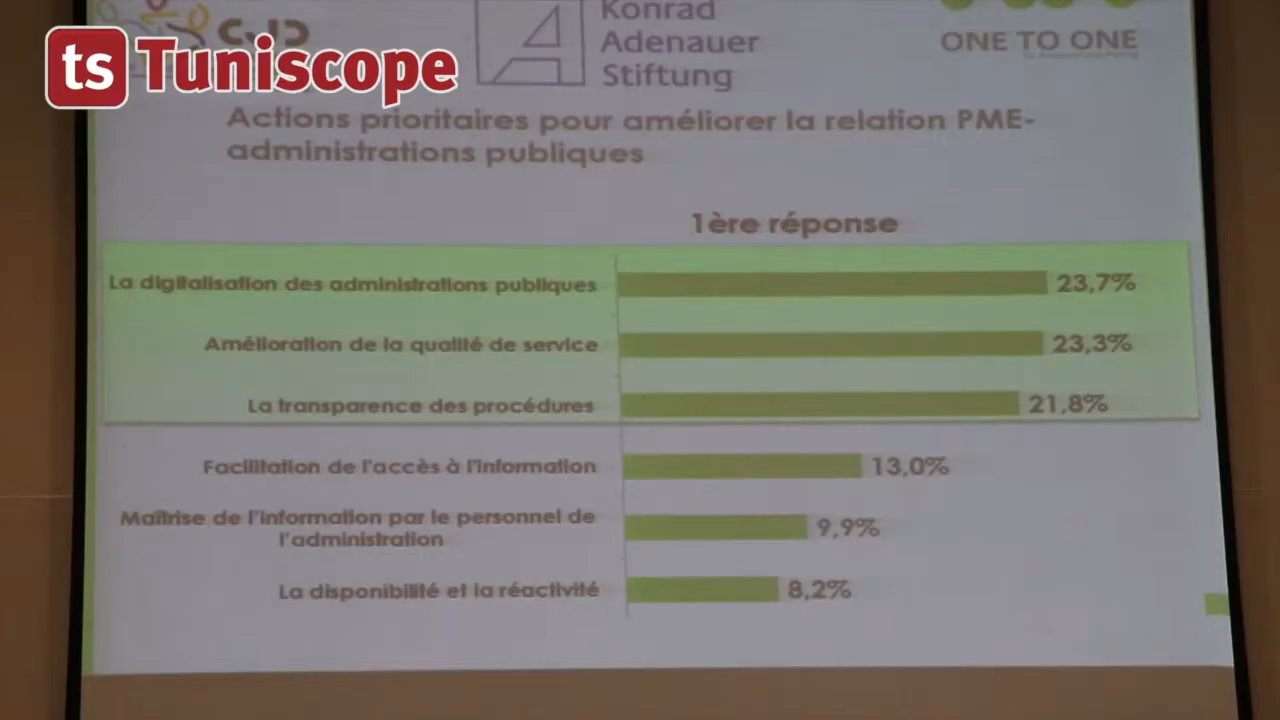 ts Tuniscope
CJD
Konrad
Adenauer
Stiftung
ONE TO ONE
Actions prioritaires pour améliorer la relation PME-
administrations publiques
1ère réponse
La digitalisation des administrations publiques 23,7%
Amélioration de la qualité de service 23,3%
La transparence des procédures 21,8%
Facilitation de l'accès à l'information 13,0%
Maîtrise de l'information par le personnel de
l'administration 9,9%
La disponibilité et la réactivité 8,2%